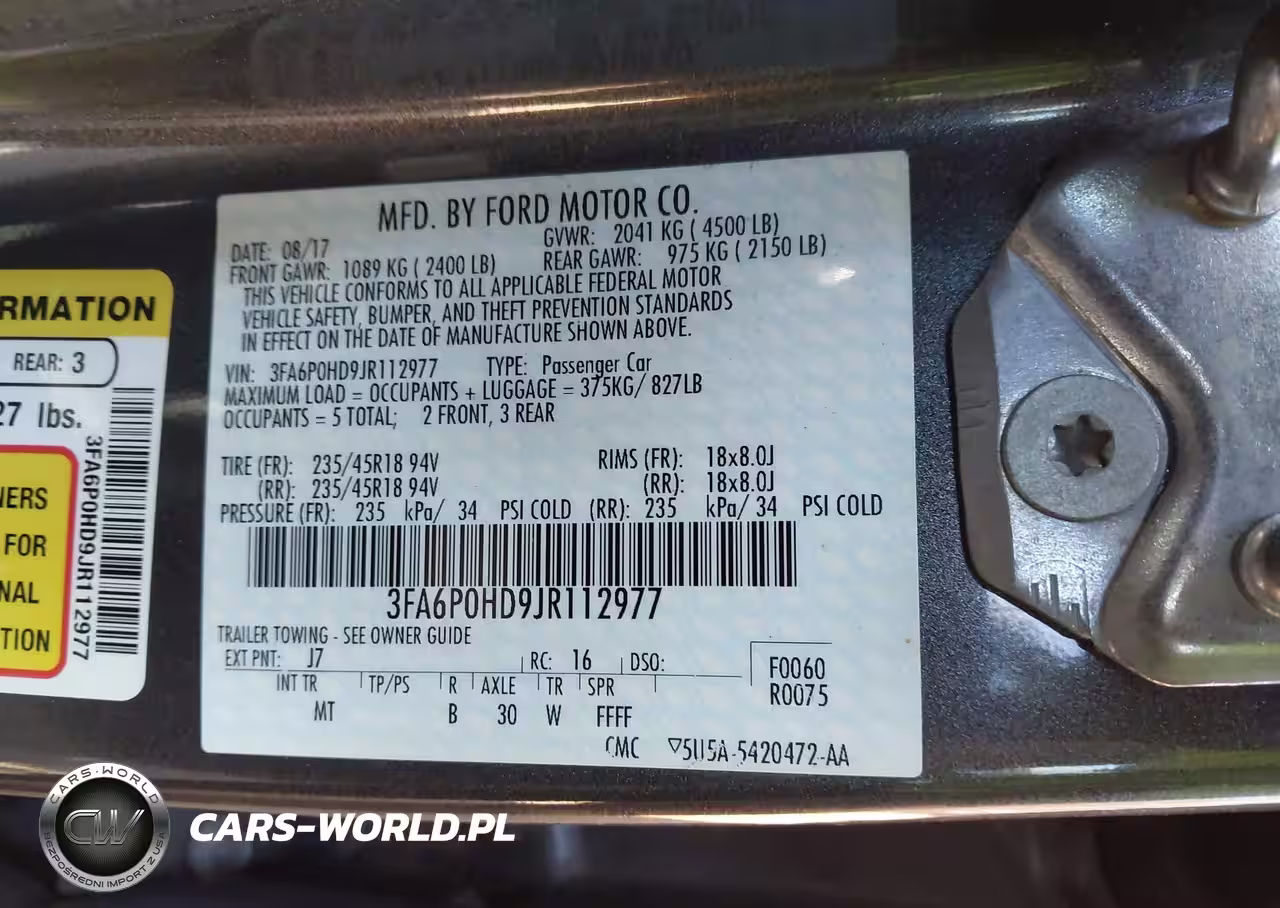 MFD. BY FORD MOTOR CO.
DATE: 08/17 GVWR: 2041 KG ( 4500 LB)
FRONT GAWR: 1089 KG ( 2400 LB) REAR GAWR: 975 KG ( 2150 LB)
THIS VEHICLE CONFORMS TO ALL APPLICABLE FEDERAL MOTOR
VEHICLE SAFETY, BUMPER, AND THEFT PREVENTION STANDARDS
IN EFFECT ON THE DATE OF MANUFACTURE SHOWN ABOVE.
VIN: 3FA6P0HD9JR112977 TYPE: Passenger Car
MAXIMUM LOAD = OCCUPANTS + LUGGAGE = 375KG/ 827LB
OCCUPANTS = 5 TOTAL; 2 FRONT, 3 REAR
TIRE (FR): 235/45R18 94V RIMS (FR): 18x8.0J
(RR): 235/45R18 94V (RR): 18x8.0J
PRESSURE (FR): 235 kPa/ 34 PSI COLD (RR): 235 kPa/ 34 PSI COLD
3FA6P0HD9JR112977
TRAILER TOWING - SEE OWNER GUIDE
EXT PNT: J7 RC: 16 DSO:
INT TR TP/PS R AXLE TR SPR
MT B 30 W FFFF
F0060
R0075
CMC ▽5U5A-5420472-AA
RMATION
REAR: 3
27 lbs.
NERS
FOR
NAL
TION
3FA6P0HD9JR112977
CARS-WORLD
CW
BEZPOŚREDNI IMPORT Z USA
CARS-WORLD.PL